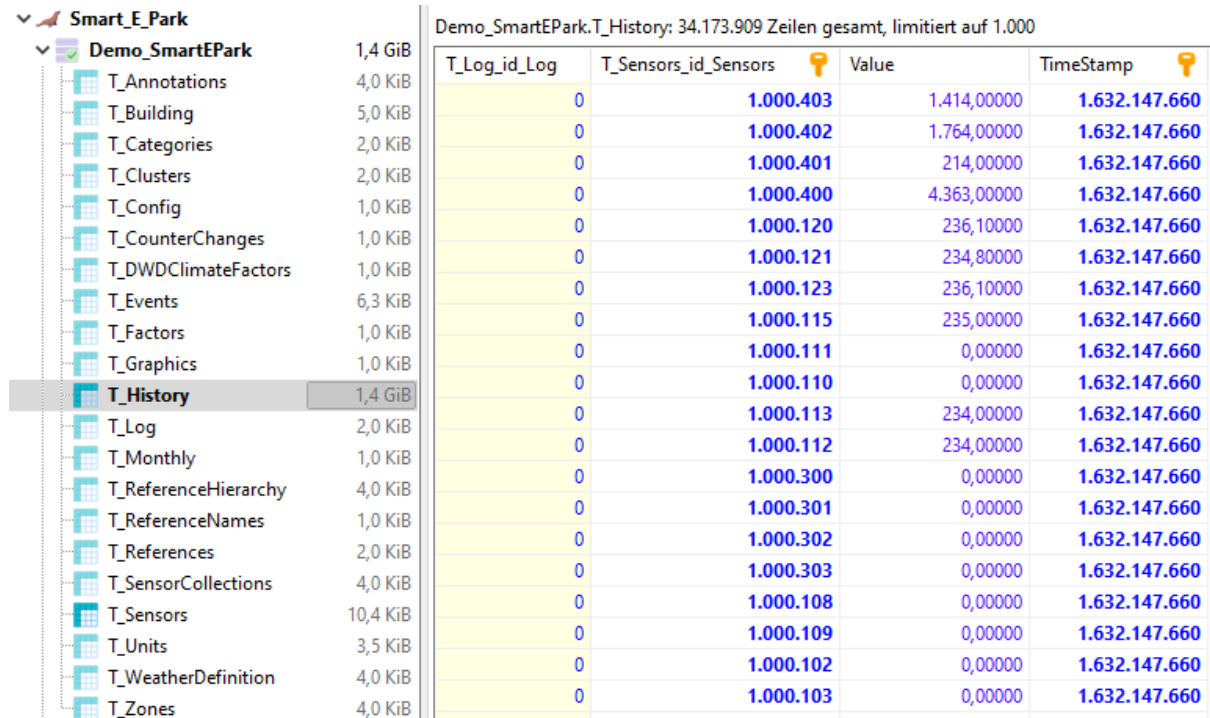 Smart_E_Park
Demo_SmartEPark 1,4 GiB
T_Annotations 4,0 KiB
T_Building 5,0 KiB
T_Categories 2,0 KiB
T_Clusters 2,0 KiB
T_Config 1,0 KiB
T_CounterChanges 1,0 KiB
T_DWDClimateFactors 1,0 KiB
T_Events 6,3 KiB
T_Factors 1,0 KiB
T_Graphics 1,0 KiB
T_History 1,4 GiB
T_Log 2,0 KiB
T_Monthly 1,0 KiB
T_ReferenceHierarchy 4,0 KiB
T_ReferenceNames 1,0 KiB
T_References 2,0 KiB
T_SensorCollections 4,0 KiB
T_Sensors 10,4 KiB
T_Units 3,5 KiB
T_WeatherDefinition 4,0 KiB
T_Zones 4,0 KiB
Demo_SmartEPark.T_History: 34.173.909 Zeilen gesamt, limitiert auf 1.000
T_Log_id_Log T_Sensors_id_Sensors Value TimeStamp
0 1.000.403 1.414,00000 1.632.147.660
0 1.000.402 1.764,00000 1.632.147.660
0 1.000.401 214,00000 1.632.147.660
0 1.000.400 4.363,00000 1.632.147.660
0 1.000.120 236,10000 1.632.147.660
0 1.000.121 234,80000 1.632.147.660
0 1.000.123 236,10000 1.632.147.660
0 1.000.115 235,00000 1.632.147.660
0 1.000.111 0,00000 1.632.147.660
0 1.000.110 0,00000 1.632.147.660
0 1.000.113 234,00000 1.632.147.660
0 1.000.112 234,00000 1.632.147.660
0 1.000.300 0,00000 1.632.147.660
0 1.000.301 0,00000 1.632.147.660
0 1.000.302 0,00000 1.632.147.660
0 1.000.303 0,00000 1.632.147.660
0 1.000.108 0,00000 1.632.147.660
0 1.000.109 0,00000 1.632.147.660
0 1.000.102 0,00000 1.632.147.660
0 1.000.103 0,00000 1.632.147.660